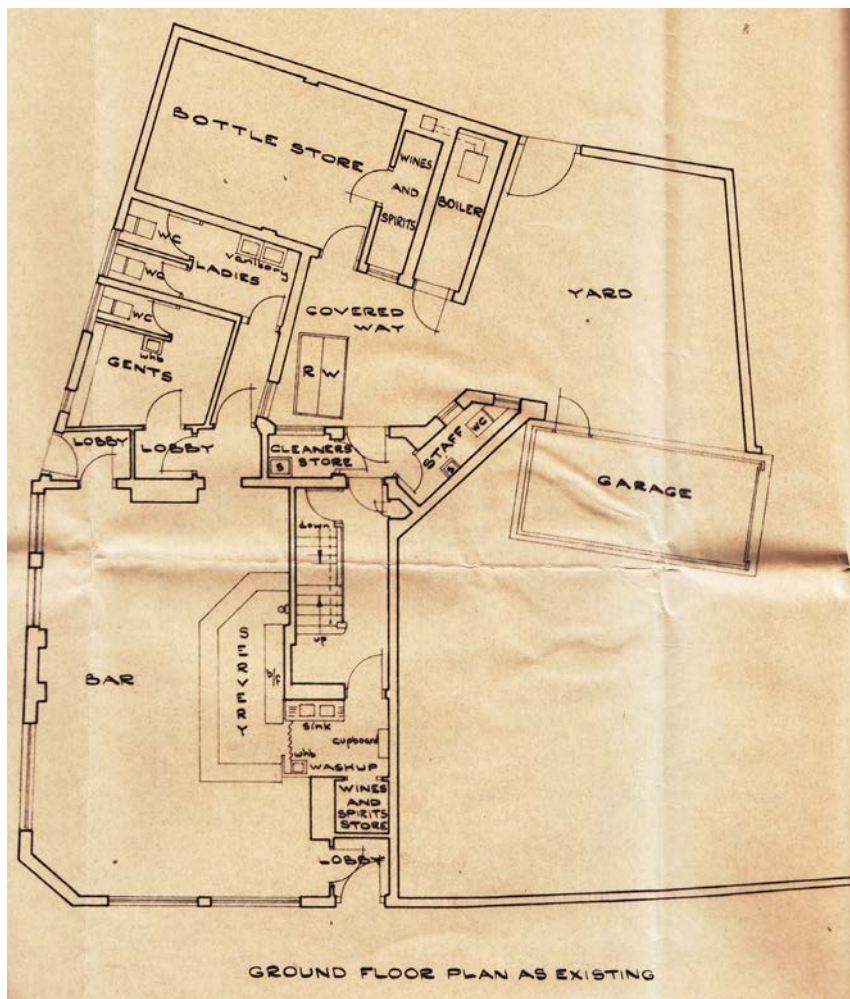 BOTTLE STORE
WINES
AND
SPIRITS
BOILER
WC
WC
WC
vanitory
LADIES
YARD
COVERED
WAY
whb
GENTS
R W
LOBBY
LOBBY
CLEANERS
STORE
S
STAFF
WC
S
GARAGE
down
up
SERVERY
BAR
sink
cupboard
whb
WASHUP
WINES
AND
SPIRITS
STORE
LOBBY
GROUND FLOOR PLAN AS EXISTING